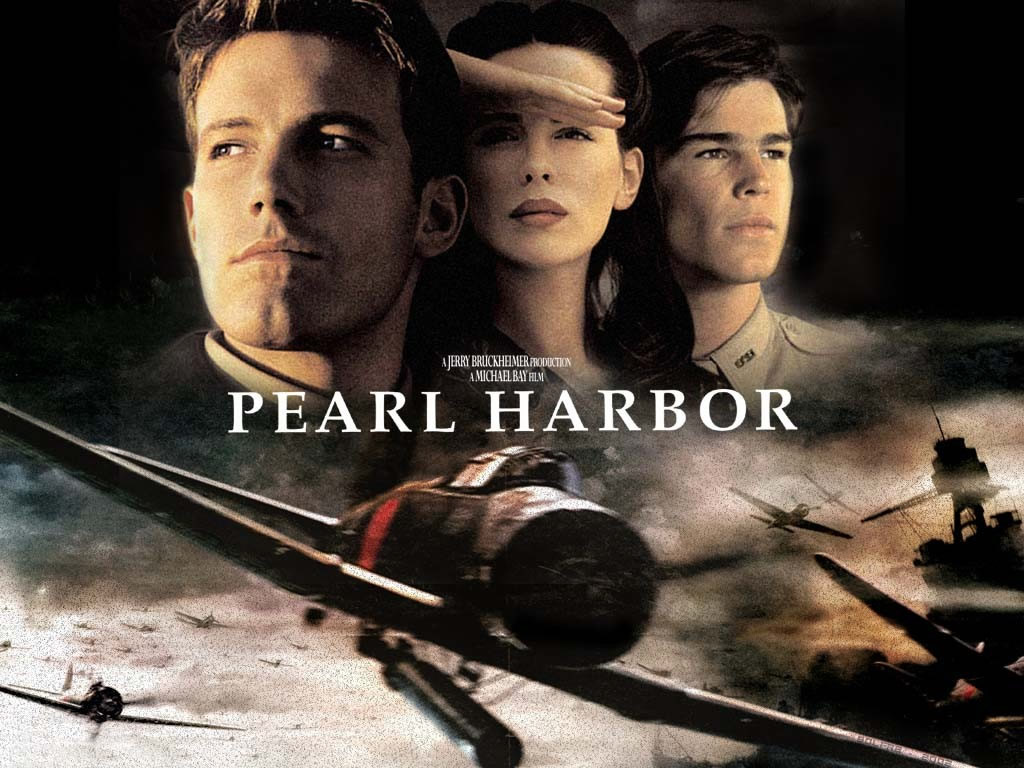 A JERRY BRUCKHEIMER PRODUCTION
A MICHAEL BAY FILM
PEARL HARBOR